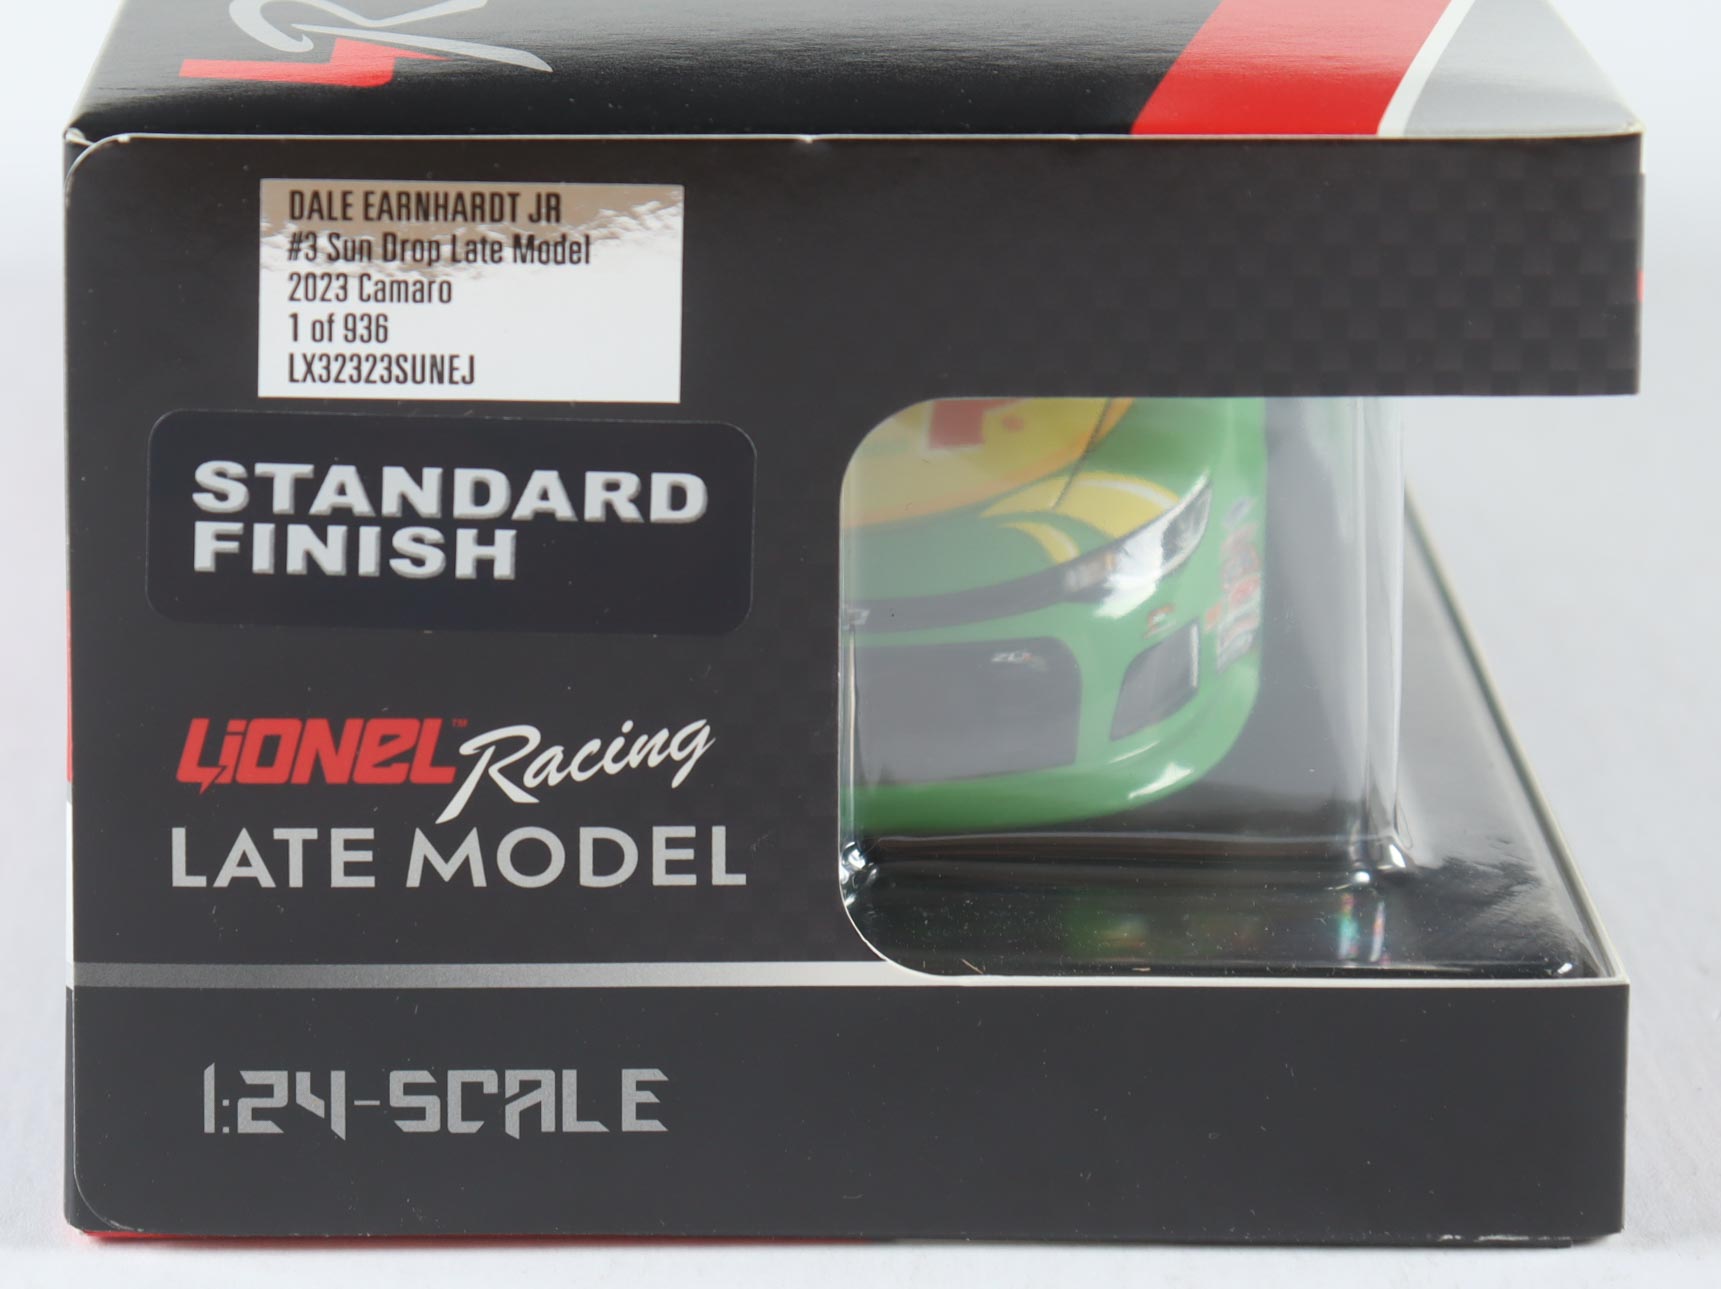 DALE EARNHARDT JR
#3 Sun Drop Late Model
2023 Camaro
1 of 936
LX32323SUNEJ
STANDARD
FINISH
LIONEL™ Racing
LATE MODEL
1:24-SCALE